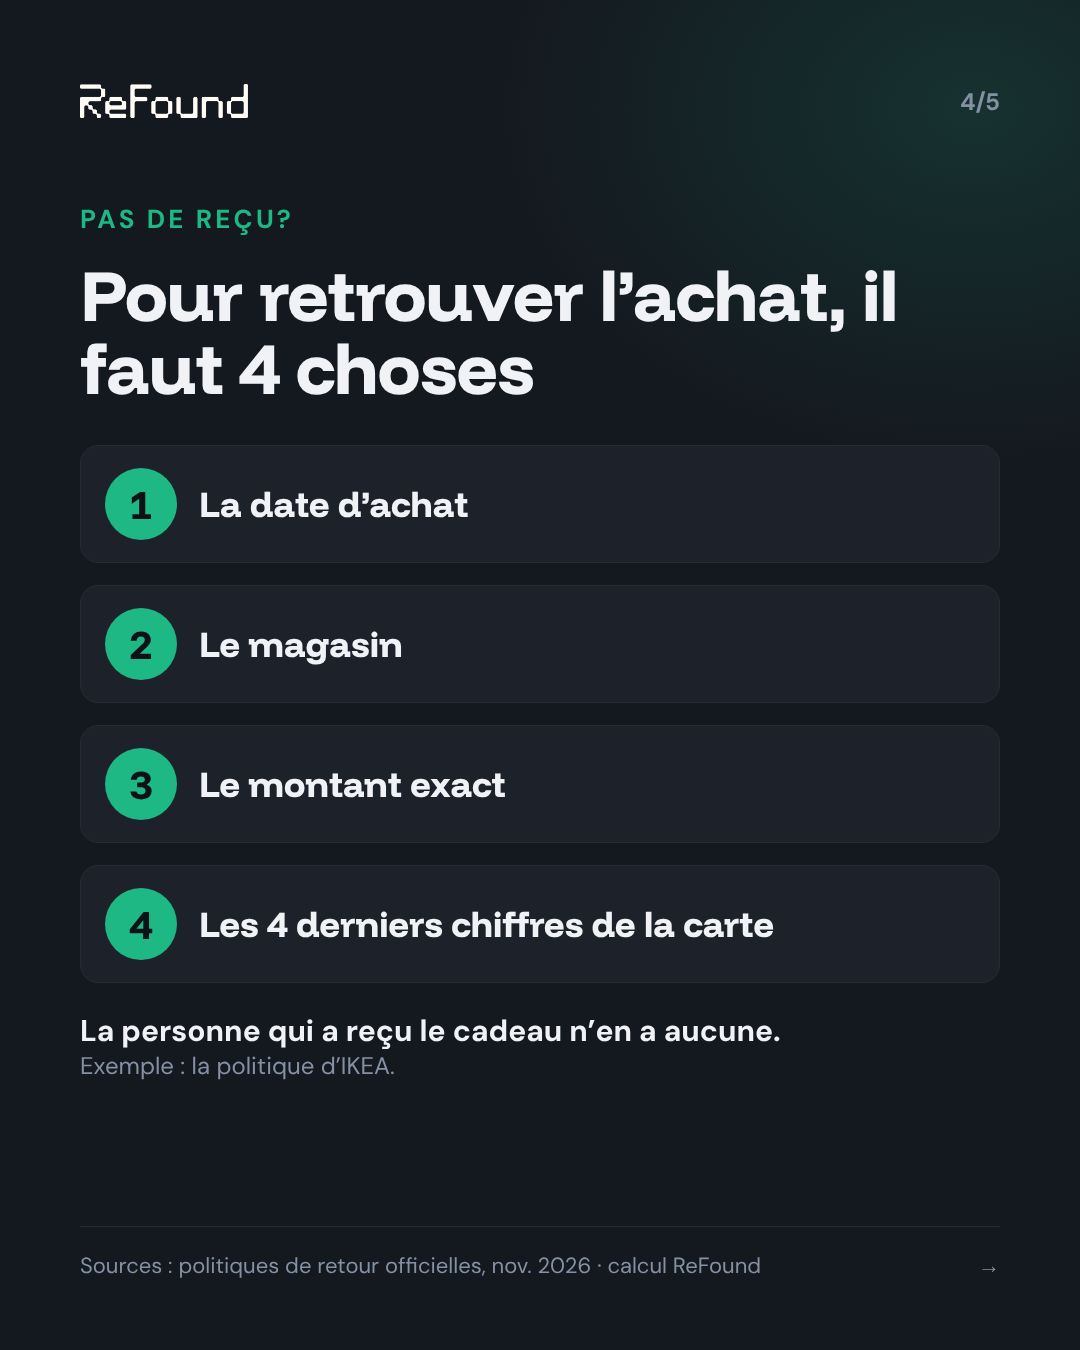 ReFound
4/5
PAS DE REÇU?
Pour retrouver l’achat, il
faut 4 choses
1 La date d’achat
2 Le magasin
3 Le montant exact
4 Les 4 derniers chiffres de la carte
La personne qui a reçu le cadeau n’en a aucune.
Exemple : la politique d’IKEA.
Sources : politiques de retour officielles, nov. 2026 · calcul ReFound →